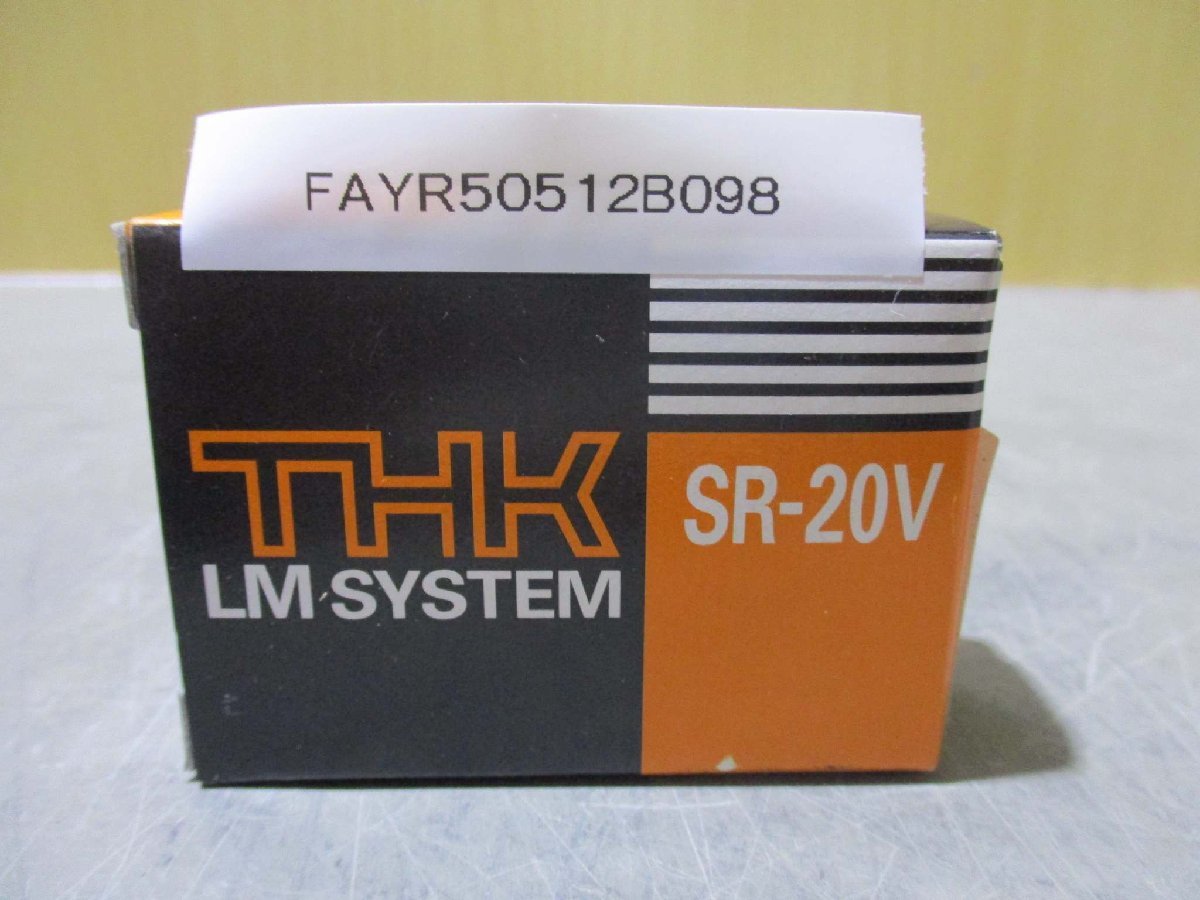 FAYR50512B098
THK
LM SYSTEM
SR-20V